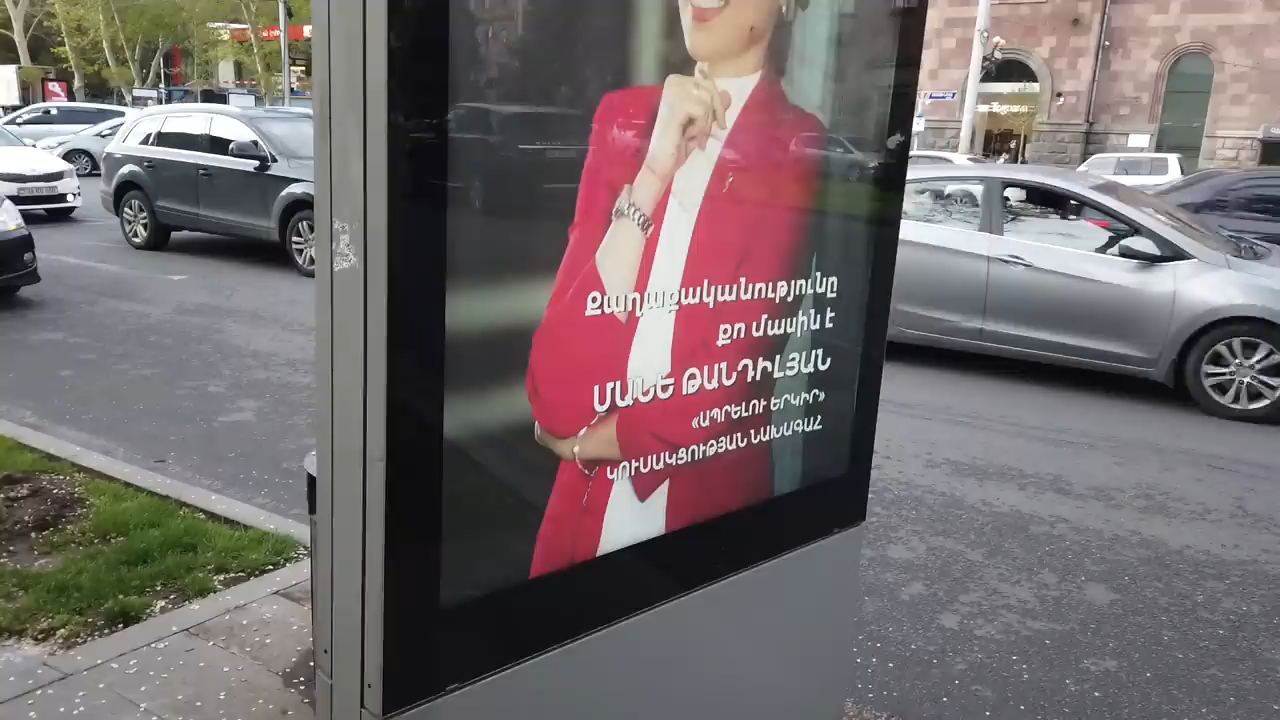 Քաղաքականությունը
քո մասին է
ՄԱՆԵ ԹԱՆԴԻԼՅԱՆ
«ԱՊՐԵԼՈՒ ԵՐԿԻՐ»
ԿՈՒՍԱԿՑՈՒԹՅԱՆ ՆԱԽԱԳԱՀ